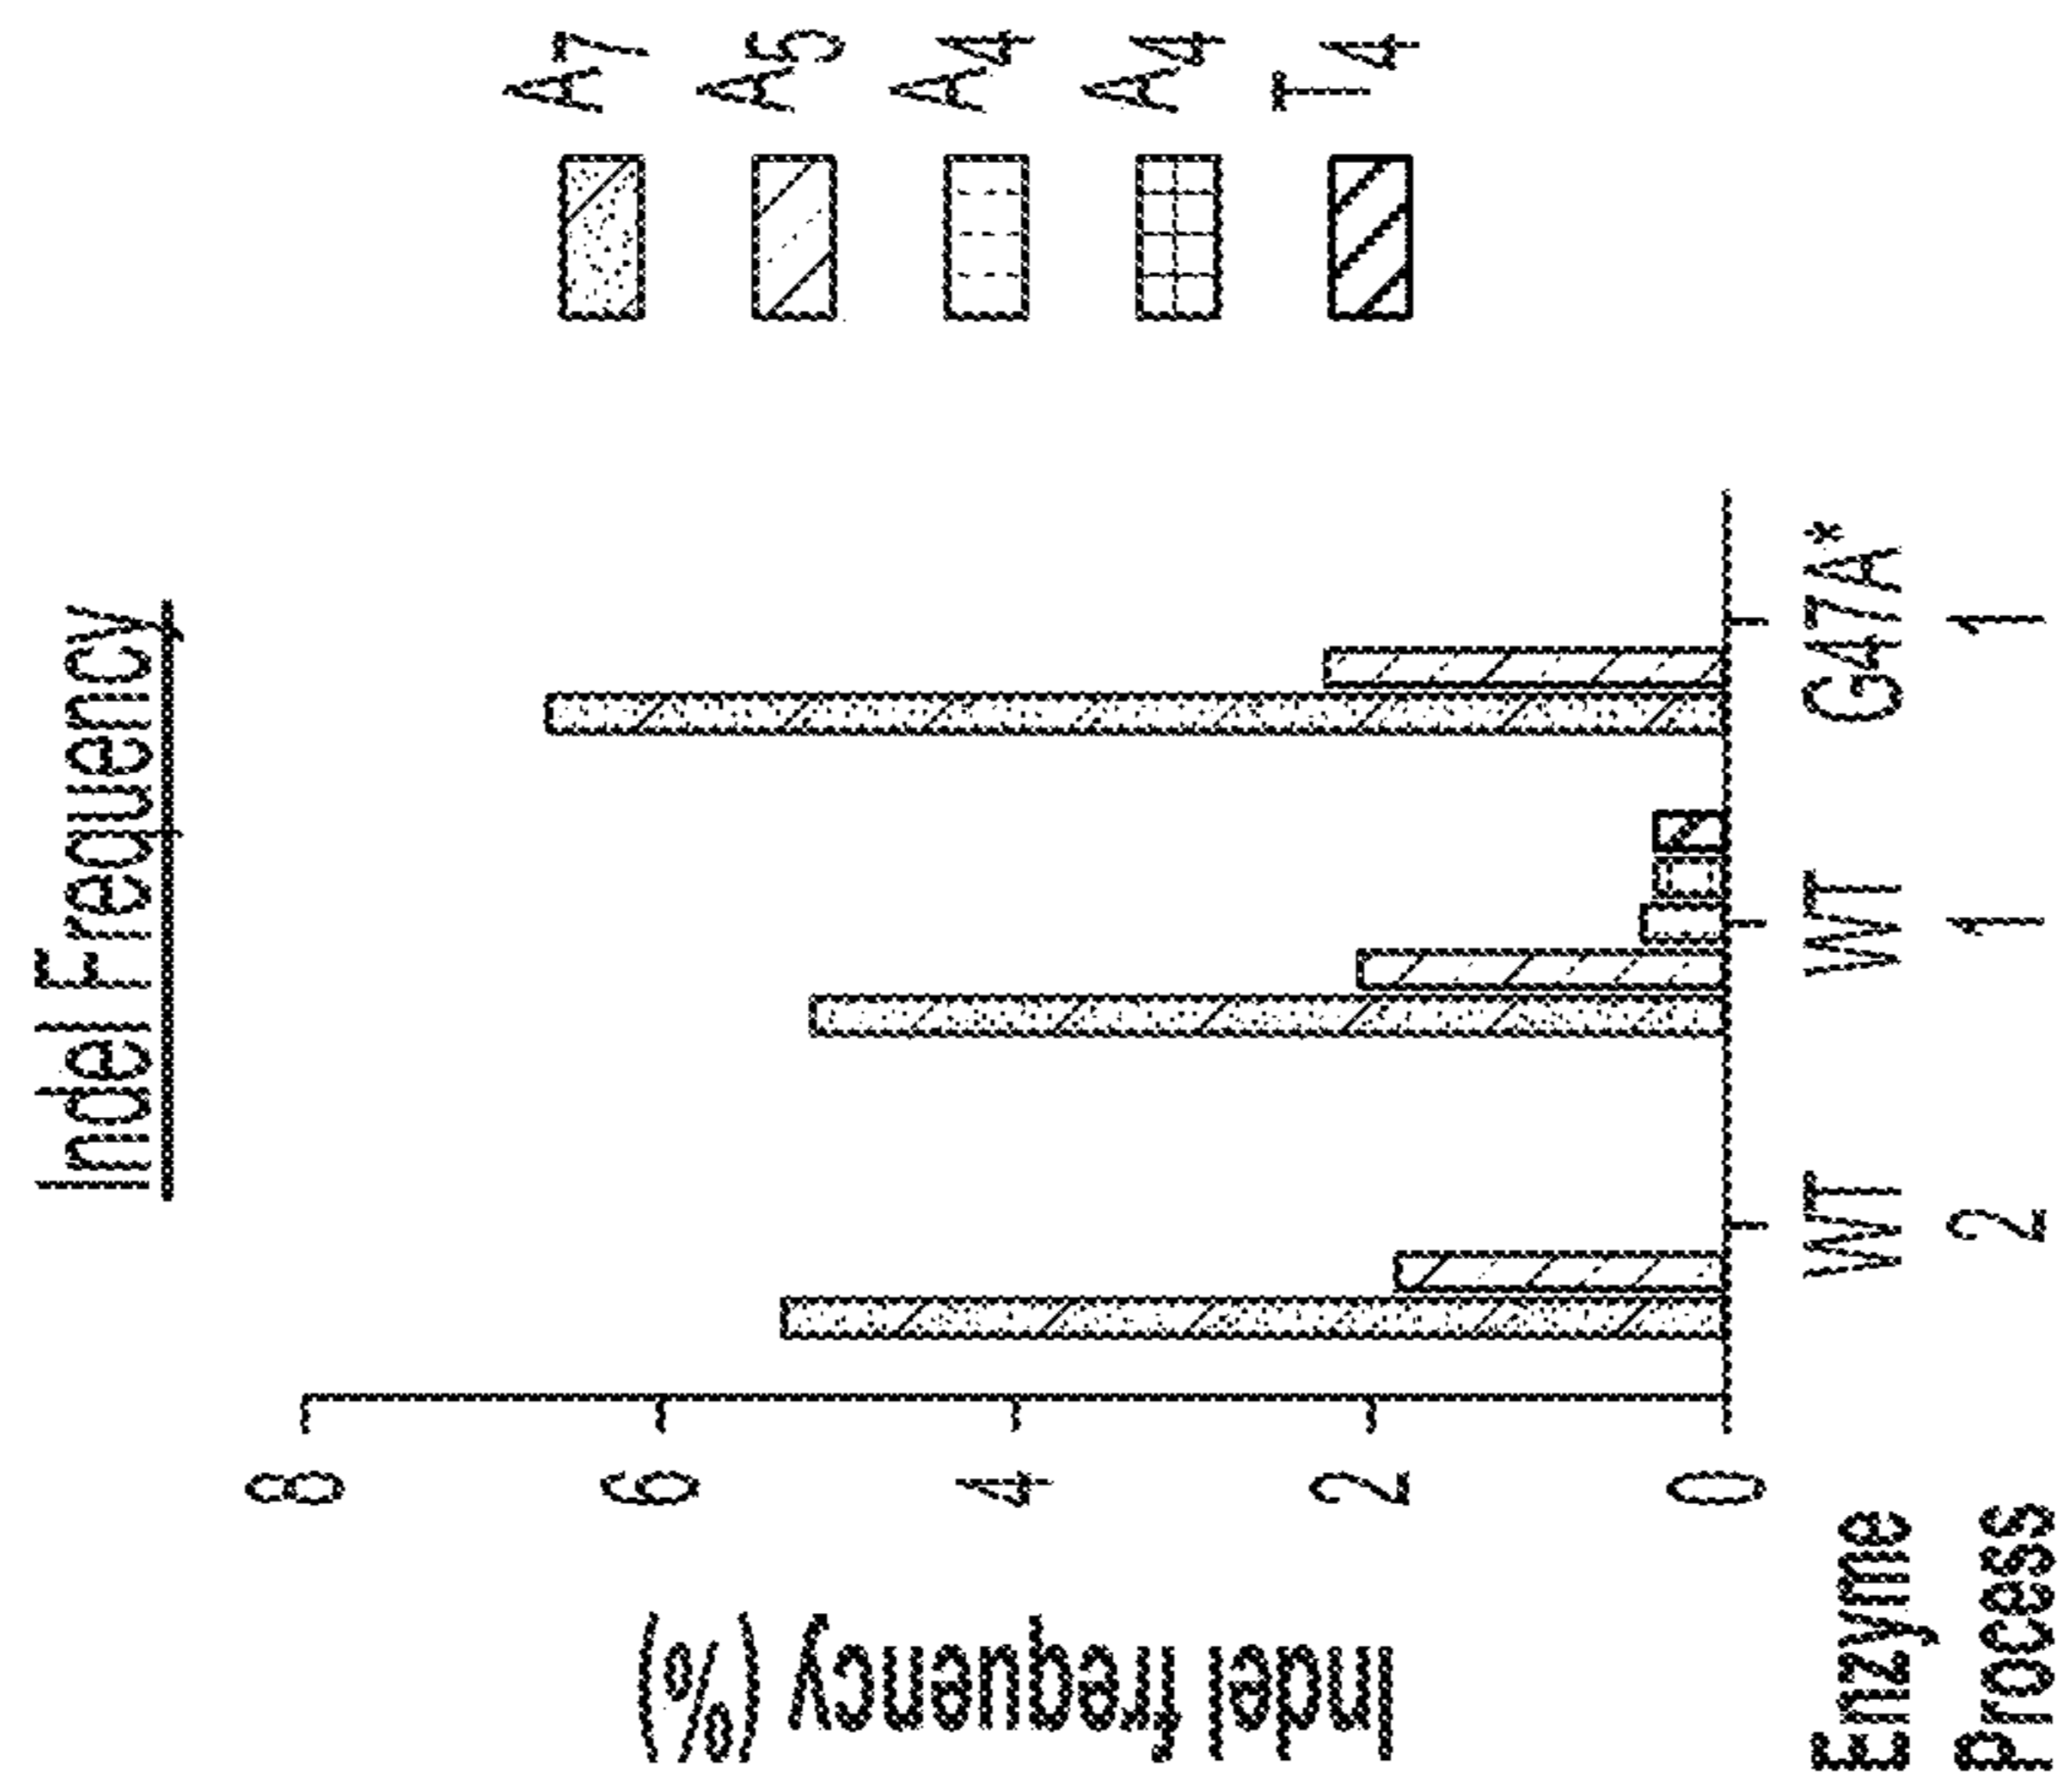 Indel Frequency
Indel frequency (%)
8
6
4
2
0
A7
A5
A4
A4
T4
Enzyme WT WT G47A*
Process 2 1 1